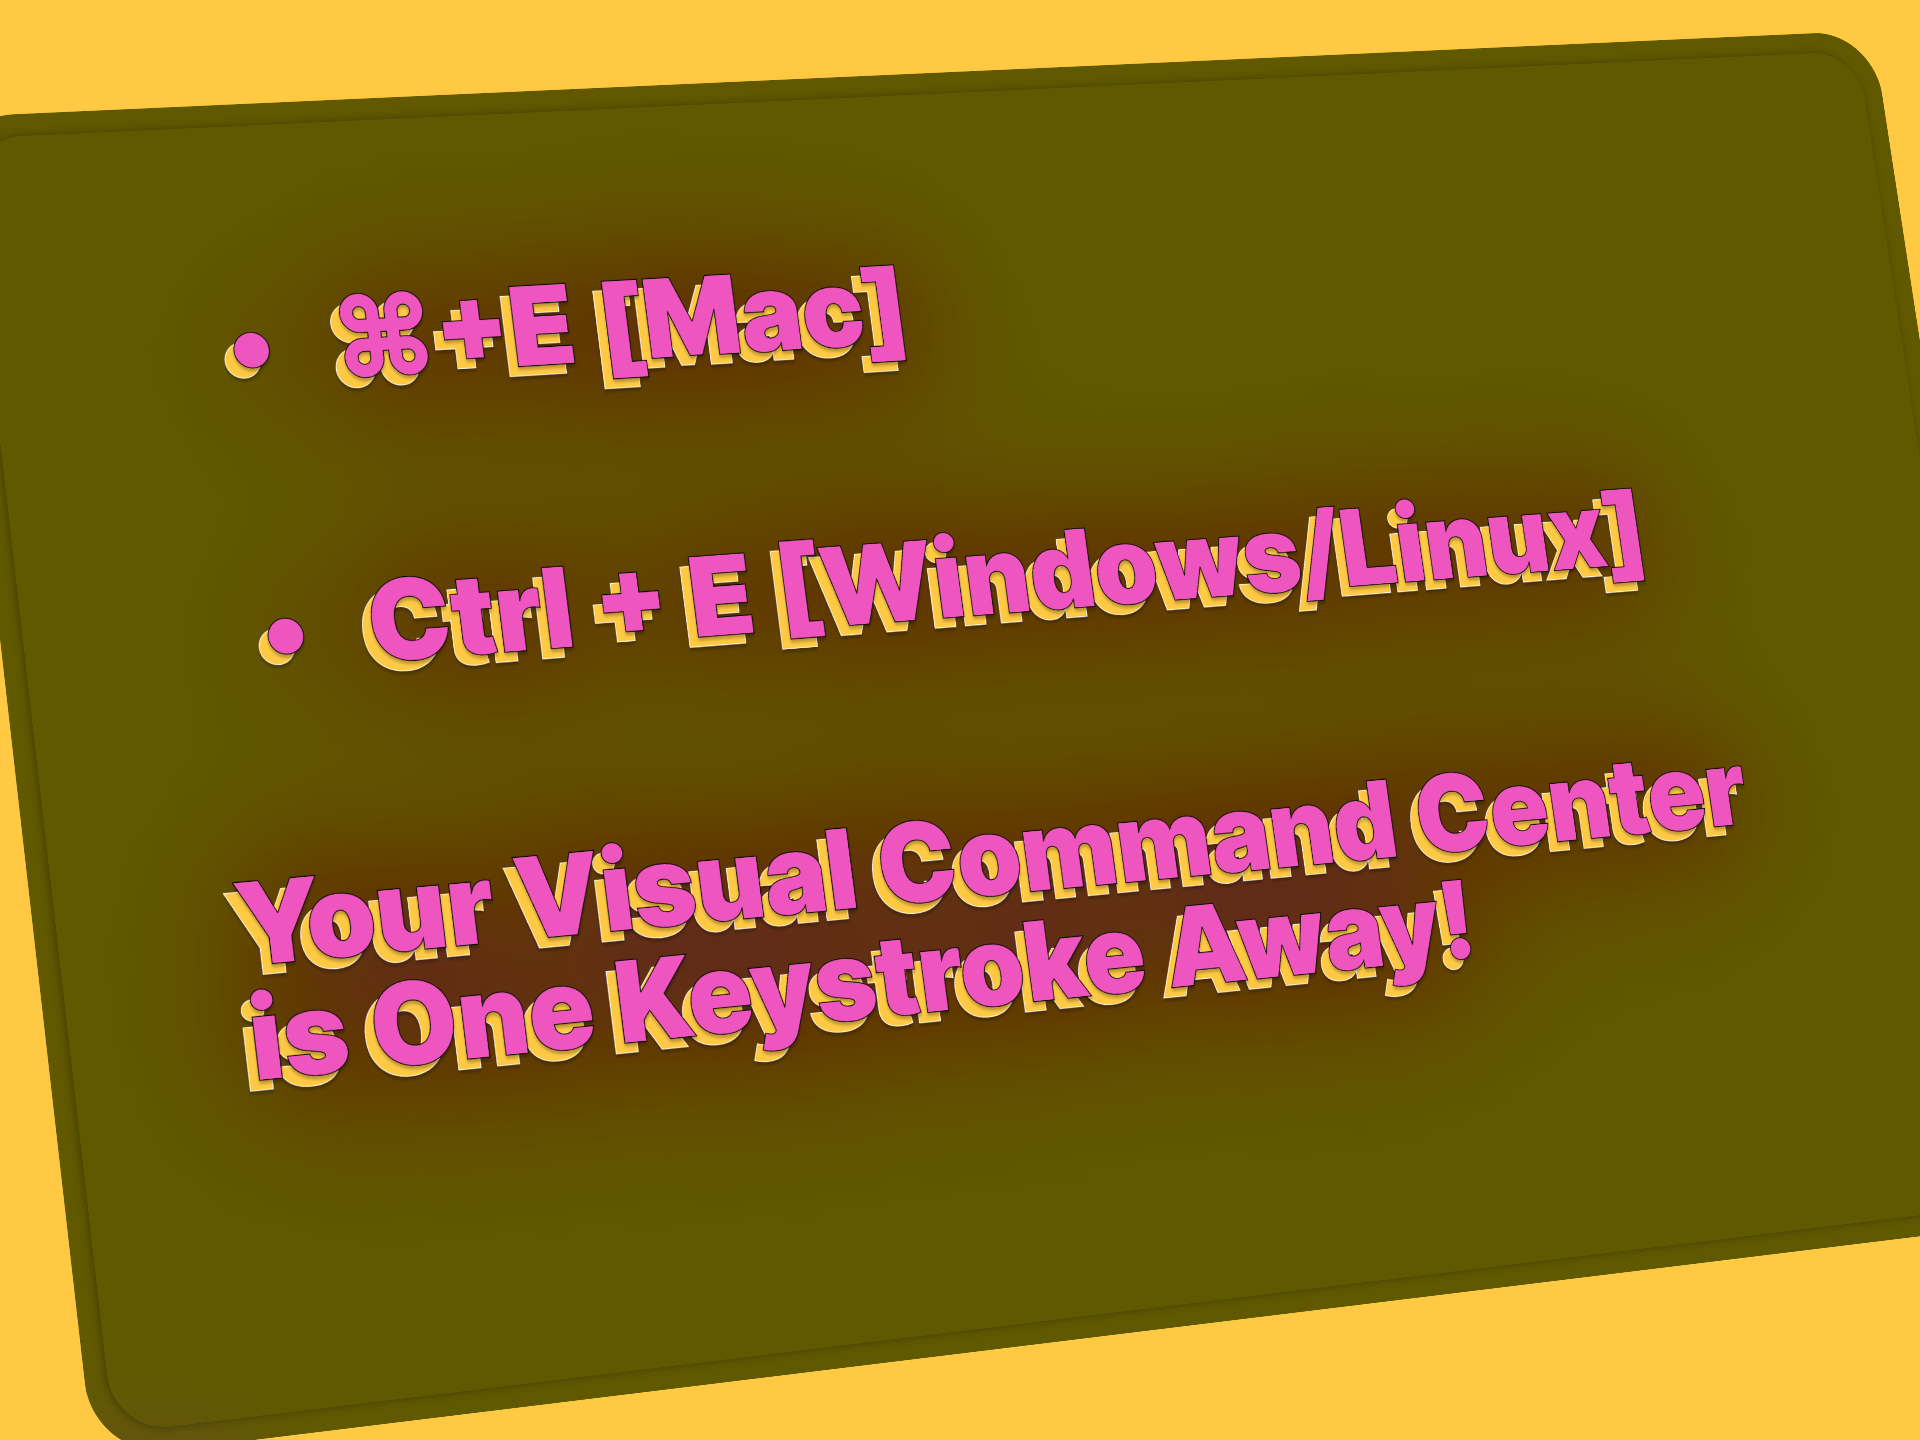 • ⌘+E [Mac]
• Ctrl + E [Windows/Linux]
Your Visual Command Center
is One Keystroke Away!